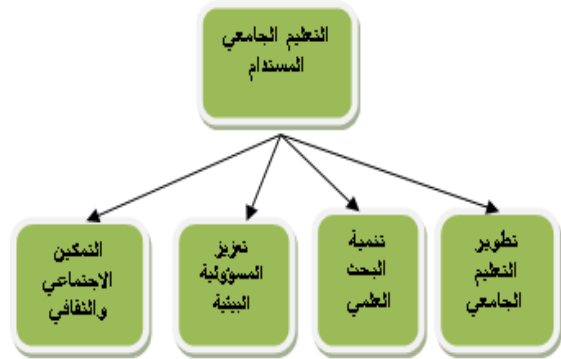 التعليم الجامعي
المستدام
تطوير
التعليم
الجامعي
تنمية
البحث
العلمي
تعزيز
المسؤولية
البيئية
التمكين
الاجتماعي
والثقافي